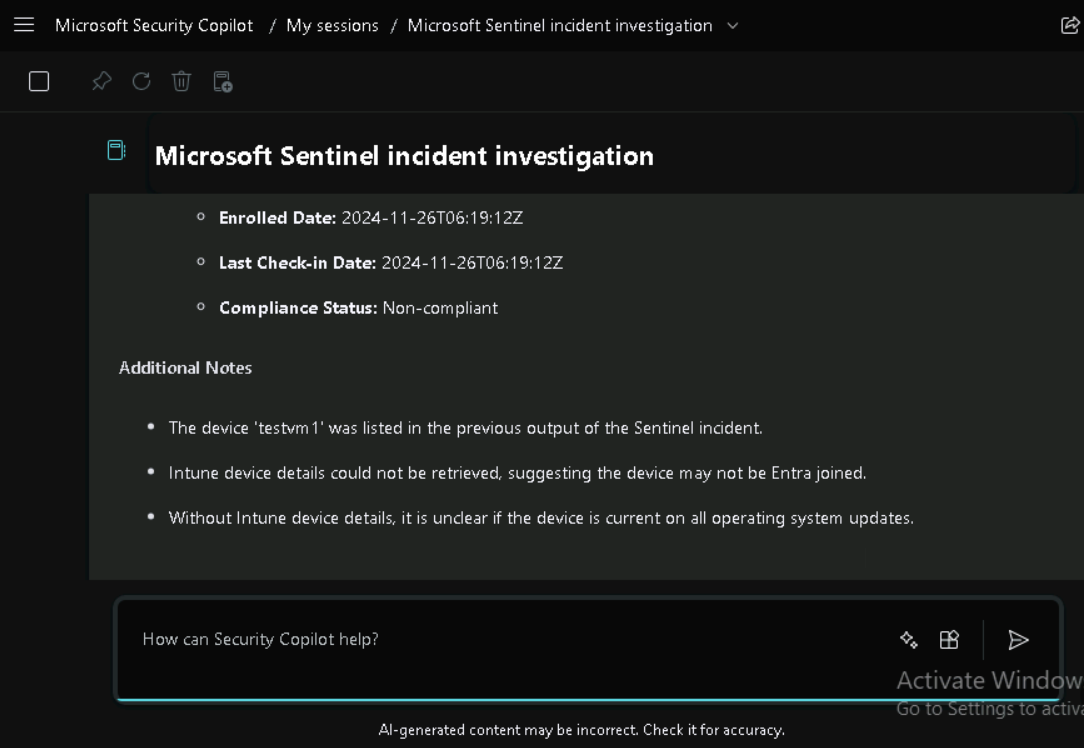 Microsoft Security Copilot / My sessions / Microsoft Sentinel incident investigation
Microsoft Sentinel incident investigation
Enrolled Date: 2024-11-26T06:19:12Z
Last Check-in Date: 2024-11-26T06:19:12Z
Compliance Status: Non-compliant
Additional Notes
The device 'testvm1' was listed in the previous output of the Sentinel incident.
Intune device details could not be retrieved, suggesting the device may not be Entra joined.
Without Intune device details, it is unclear if the device is current on all operating system updates.
How can Security Copilot help?
Activate Window
Go to Settings to activa
AI-generated content may be incorrect. Check it for accuracy.